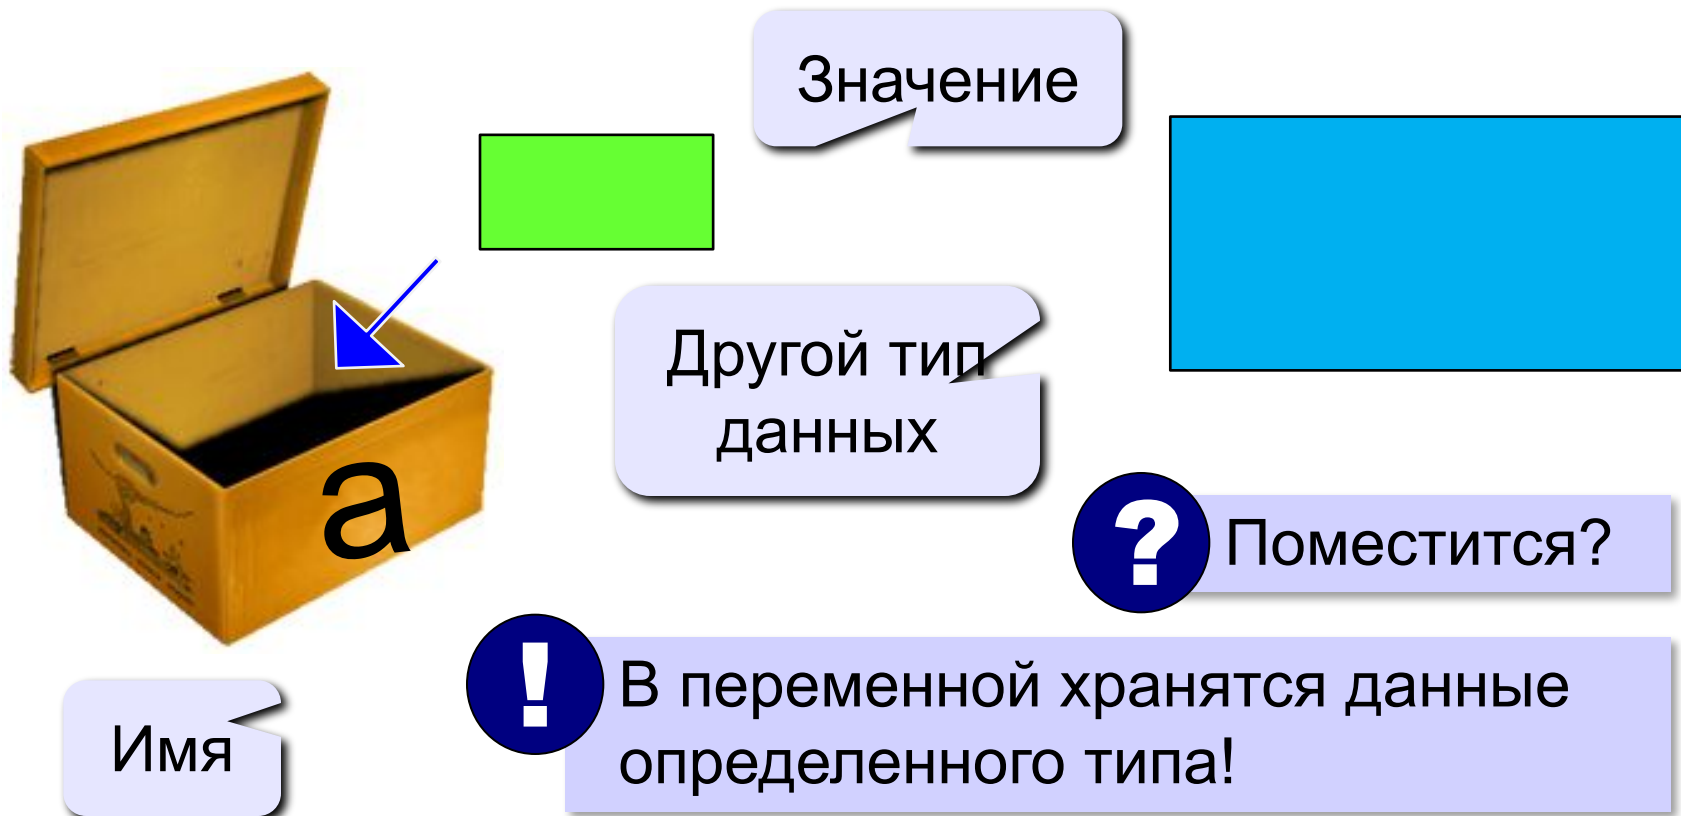 Значение
Другой тип
данных
a
?
Поместится?
!
В переменной хранятся данные
определенного типа!
Имя